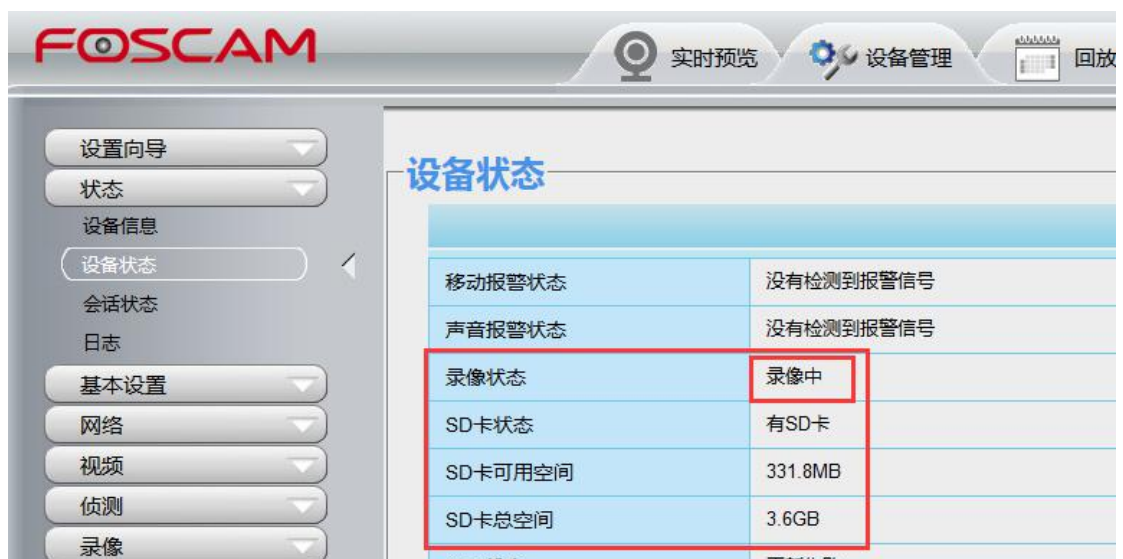 FOSCAM
实时预览 设备管理 回放
设置向导
状态
设备信息
设备状态
会话状态
日志
基本设置
网络
视频
侦测
录像
设备状态
移动报警状态 没有检测到报警信号
声音报警状态 没有检测到报警信号
录像状态 录像中
SD卡状态 有SD卡
SD卡可用空间 331.8MB
SD卡总空间 3.6GB